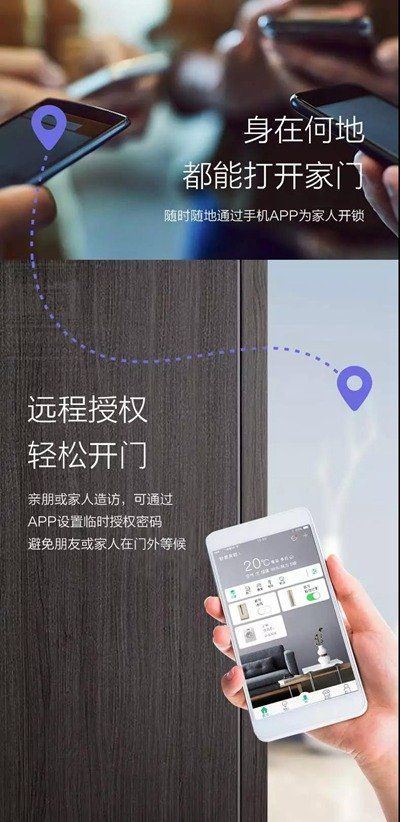 身在何地
都能打开家门
随时随地通过手机APP为家人开锁
远程授权
轻松开门
亲朋或家人造访，可通过
APP设置临时授权密码
避免朋友或家人在门外等候
20℃